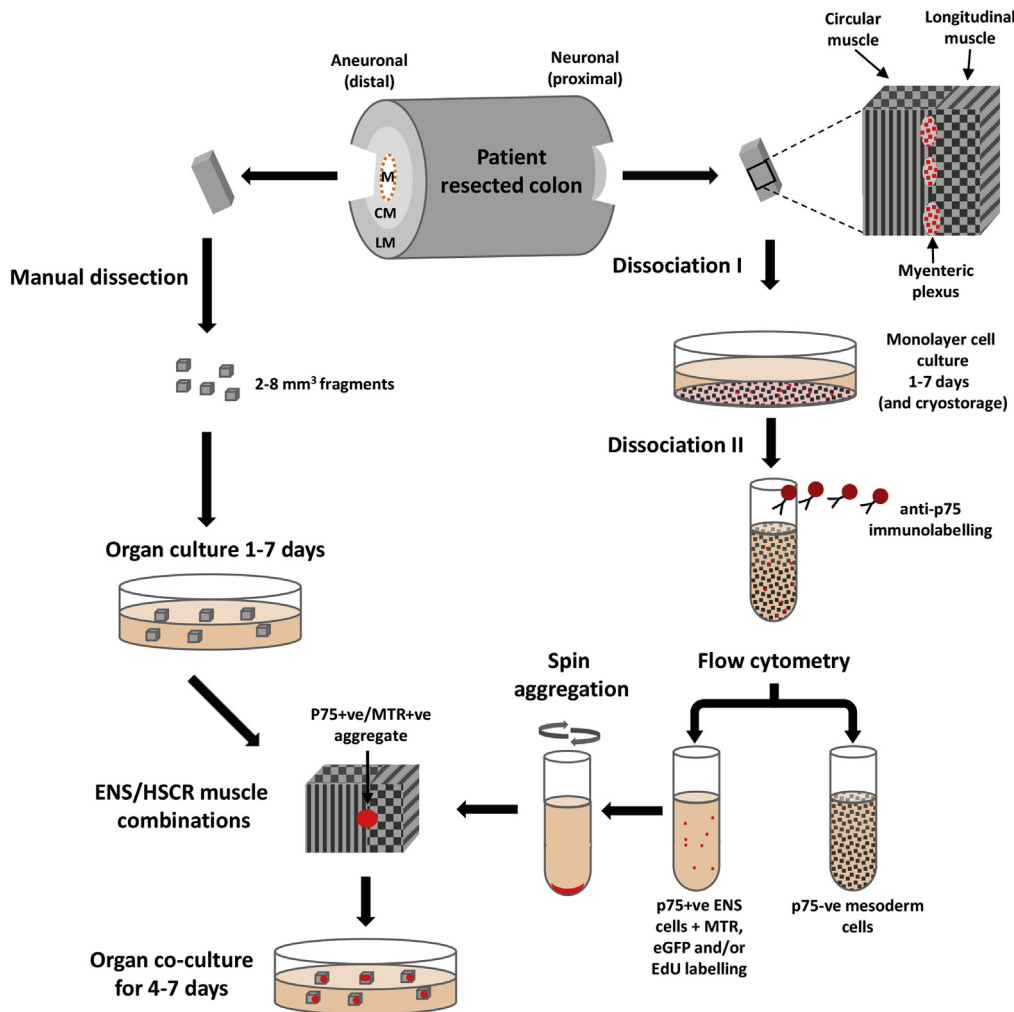 Circular
muscle
Longitudinal
muscle
Aneuronal
(distal)
Neuronal
(proximal)
Patient
resected colon
M
CM
LM
Myenteric
plexus
Manual dissection
Dissociation I
2-8 mm³ fragments
Monolayer cell
culture
1-7 days
(and cryostorage)
Dissociation II
anti-p75
immunolabelling
Organ culture 1-7 days
Spin
aggregation
Flow cytometry
P75+ve/MTR+ve
aggregate
ENS/HSCR muscle
combinations
p75+ve ENS
cells + MTR,
eGFP and/or
EdU labelling
p75-ve mesoderm
cells
Organ co-culture
for 4-7 days